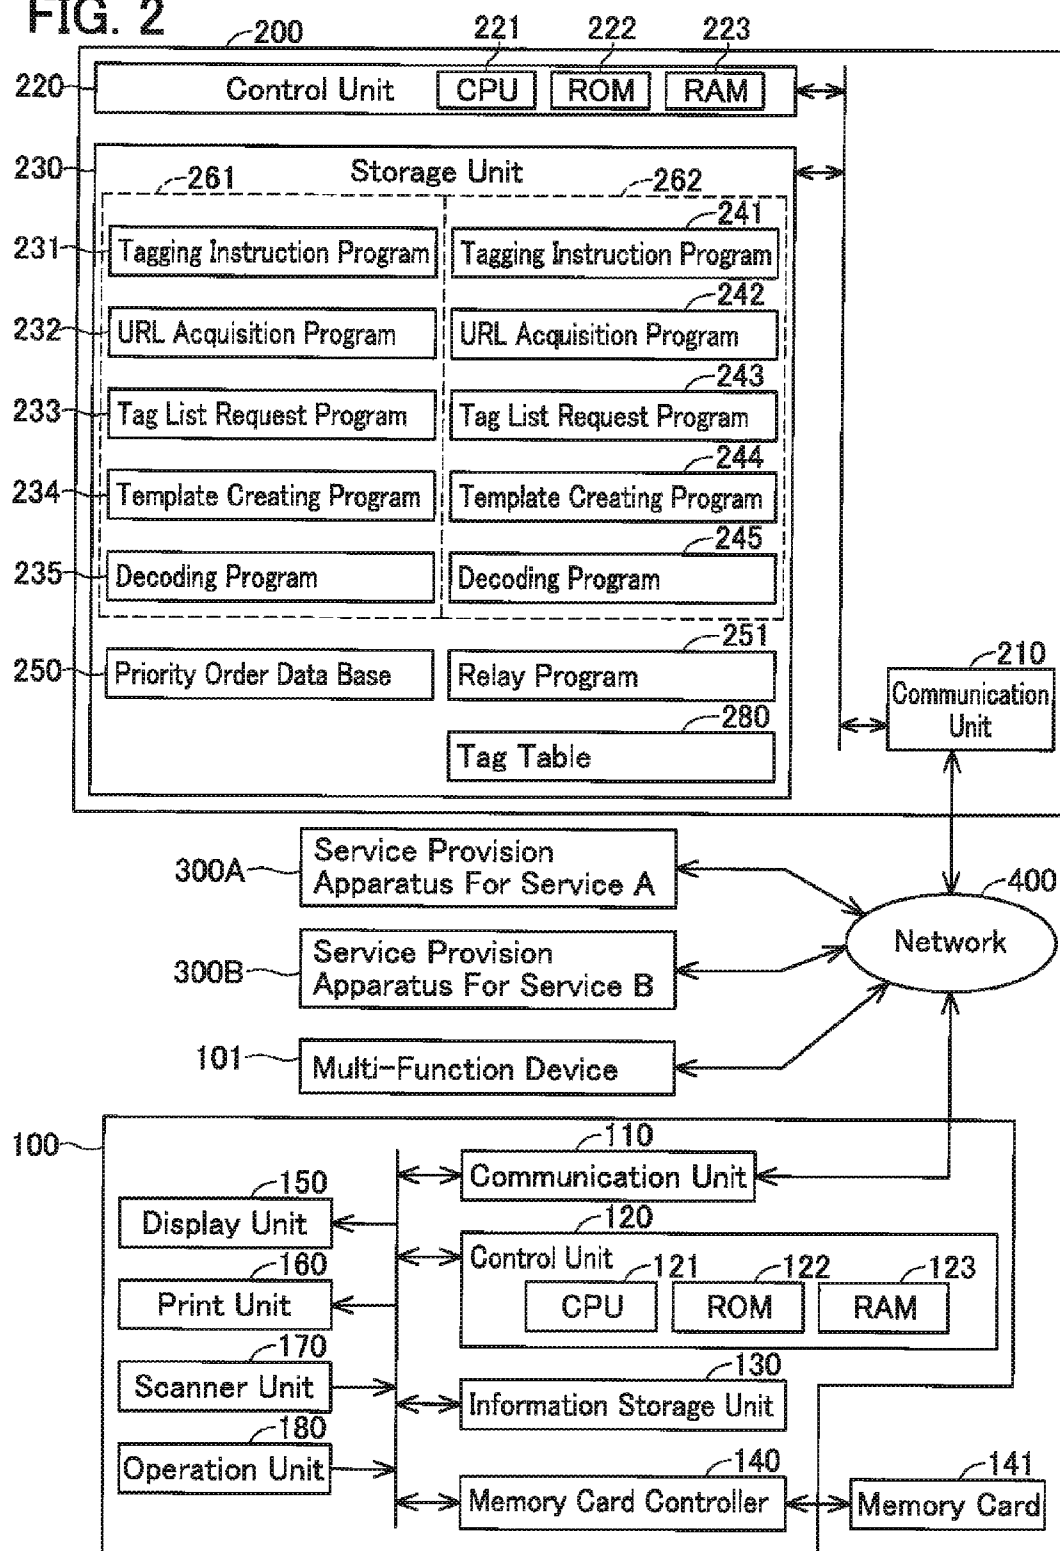 FIG. 2
200
221
222
223
220
Control Unit
CPU
ROM
RAM
230
Storage Unit
261
262
231
Tagging Instruction Program
241
Tagging Instruction Program
232
URL Acquisition Program
242
URL Acquisition Program
233
Tag List Request Program
243
Tag List Request Program
234
Template Creating Program
244
Template Creating Program
235
Decoding Program
245
Decoding Program
250
Priority Order Data Base
251
Relay Program
280
Tag Table
210
Communication
Unit
300A
Service Provision
Apparatus For Service A
300B
Service Provision
Apparatus For Service B
400
Network
101
Multi-Function Device
100
110
Communication Unit
150
Display Unit
120
Control Unit
121
CPU
122
ROM
123
RAM
160
Print Unit
170
Scanner Unit
130
Information Storage Unit
180
Operation Unit
140
Memory Card Controller
141
Memory Card